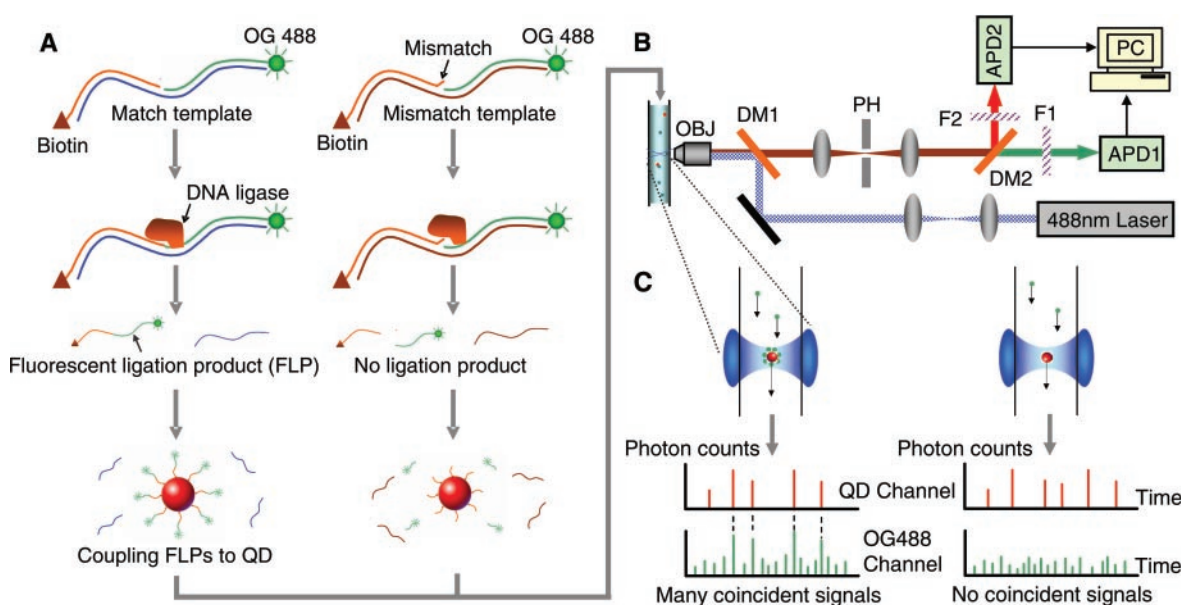 A
OG 488
Match template
Biotin
DNA ligase
Fluorescent ligation product (FLP)
Coupling FLPs to QD
OG 488
Mismatch
Mismatch template
Biotin
No ligation product
B
APD2
PC
DM1
PH
F2
F1
OBJ
APD1
DM2
488nm Laser
C
Photon counts
QD Channel
OG488
Channel
Many coincident signals
Photon counts
Time
Time
No coincident signals